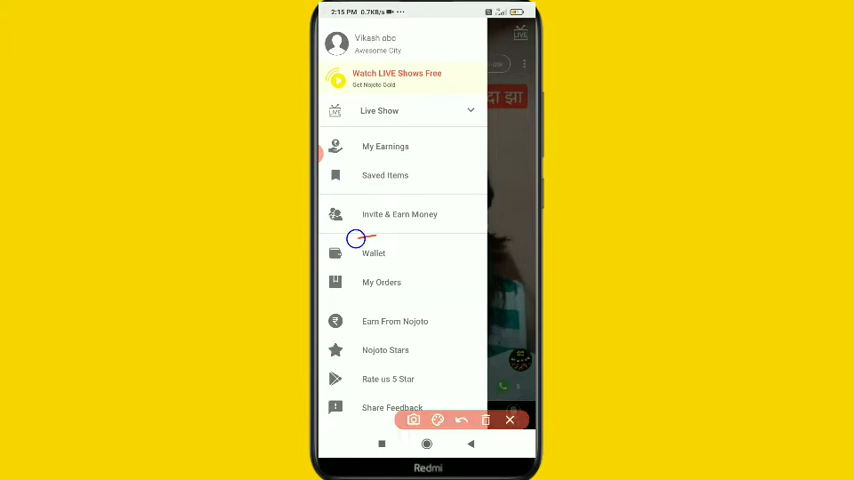 2:15 PM 0.7KB/s
Vikash obc
Awesome City
LIVE
Watch LIVE Shows Free
Get Nojoto Gold
LIVE Live Show
दा झा
My Earnings
Saved Items
Invite & Earn Money
Wallet
My Orders
Earn From Nojoto
Nojoto Stars
Rate us 5 Star
Share Feedback
Redmi